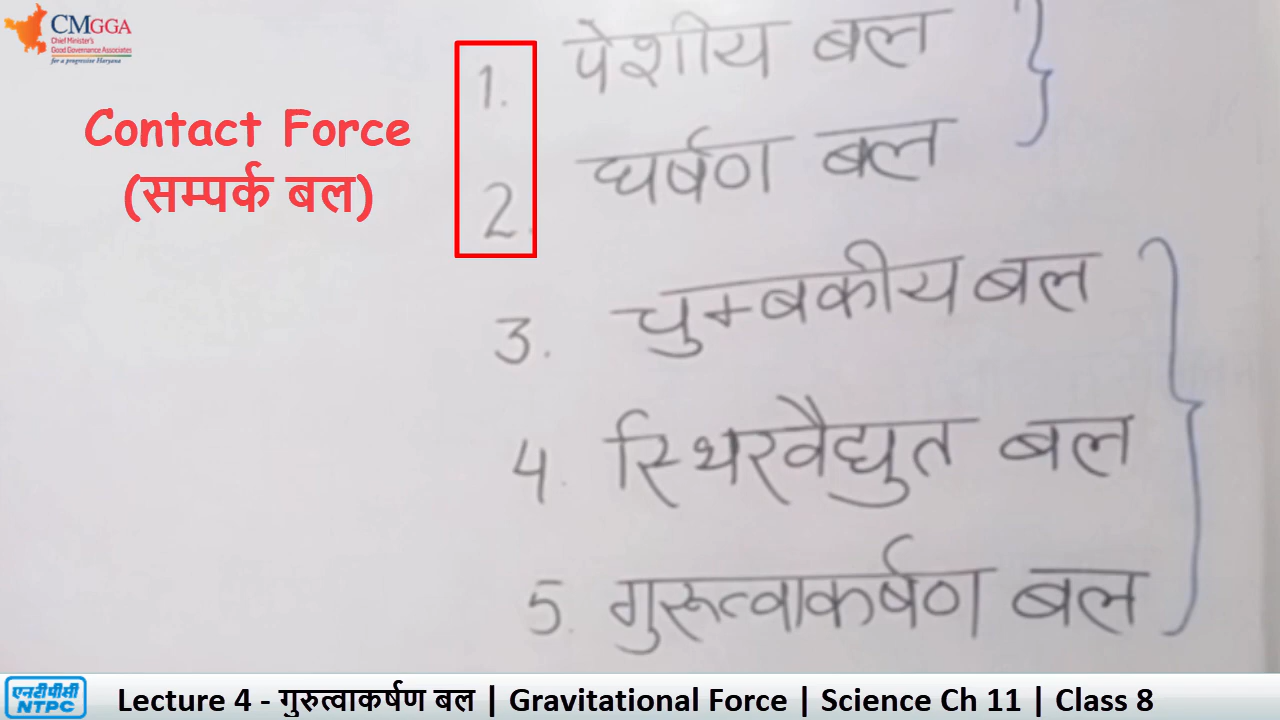 CMGGA
Chief Minister's
Good Governance Associates
for a progressive Haryana
Contact Force
(सम्पर्क बल)
1. पेशीय बल
2. घर्षण बल
3. चुम्बकीय बल
4. स्थिरवैद्युत बल
5. गुरूत्वाकर्षण बल
एनटीपीसी
NTPC
Lecture 4 - गुरुत्वाकर्षण बल | Gravitational Force | Science Ch 11 | Class 8